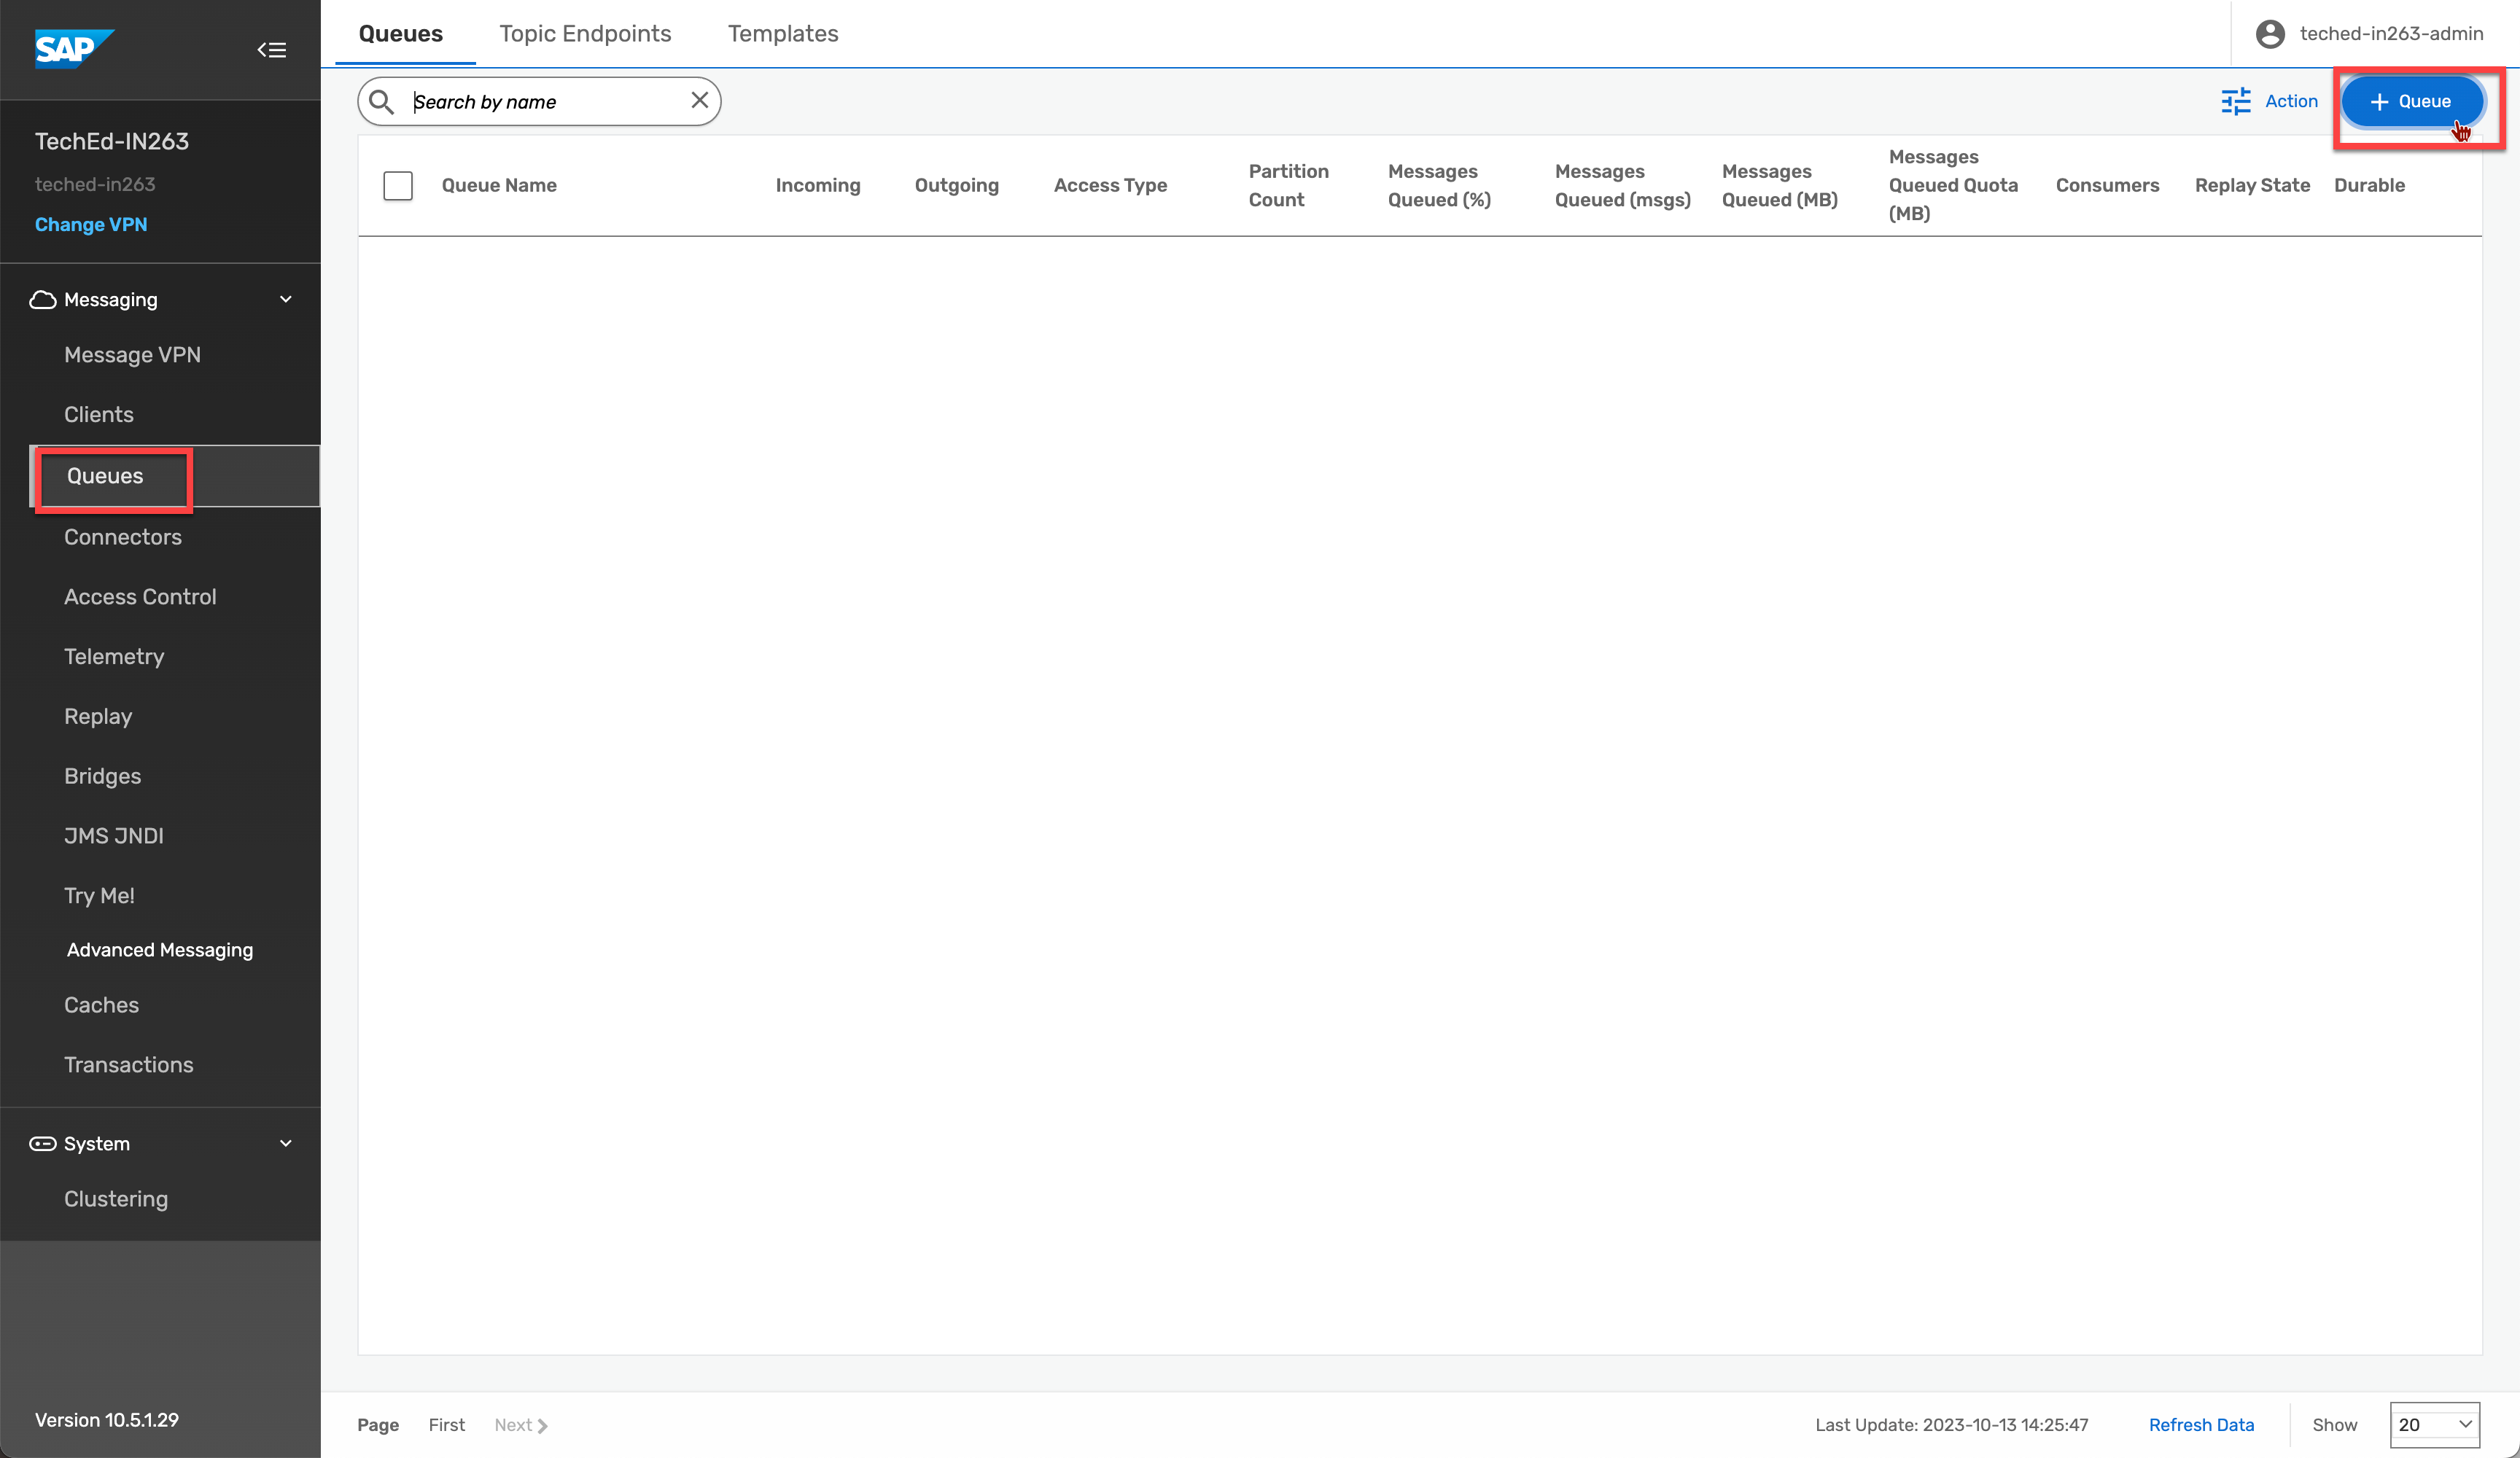 SAP
TechEd-IN263
teched-in263
Change VPN
Messaging
Message VPN
Clients
Queues
Connectors
Access Control
Telemetry
Replay
Bridges
JMS JNDI
Try Me!
Advanced Messaging
Caches
Transactions
System
Clustering
Version 10.5.1.29
Queues Topic Endpoints Templates
teched-in263-admin
Search by name
Action
Queue
Queue Name
Incoming
Outgoing
Access Type
Partition
Count
Messages
Queued (%)
Messages
Queued (msgs)
Messages
Queued (MB)
Messages
Queued Quota
(MB)
Consumers
Replay State
Durable
Page First Next
Last Update: 2023-10-13 14:25:47
Refresh Data
Show
20